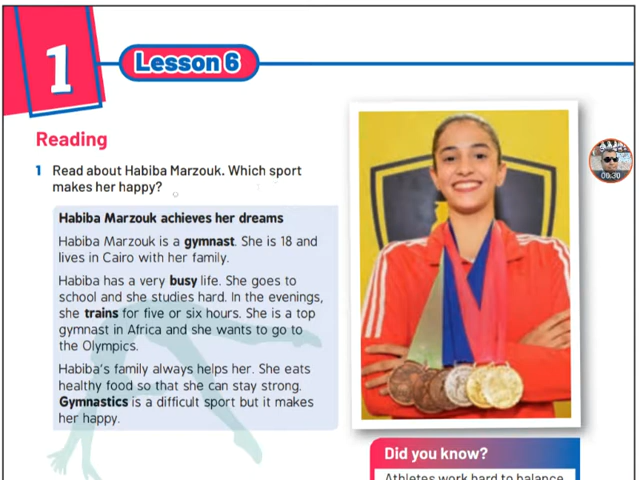 1
Lesson 6
Reading
1 Read about Habiba Marzouk. Which sport
makes her happy?
Habiba Marzouk achieves her dreams
Habiba Marzouk is a gymnast. She is 18 and
lives in Cairo with her family.
Habiba has a very busy life. She goes to
school and she studies hard. In the evenings,
she trains for five or six hours. She is a top
gymnast in Africa and she wants to go to
the Olympics.
Habiba's family always helps her. She eats
healthy food so that she can stay strong.
Gymnastics is a difficult sport but it makes
her happy.
00:30
Did you know?
Athletes work hard to balance